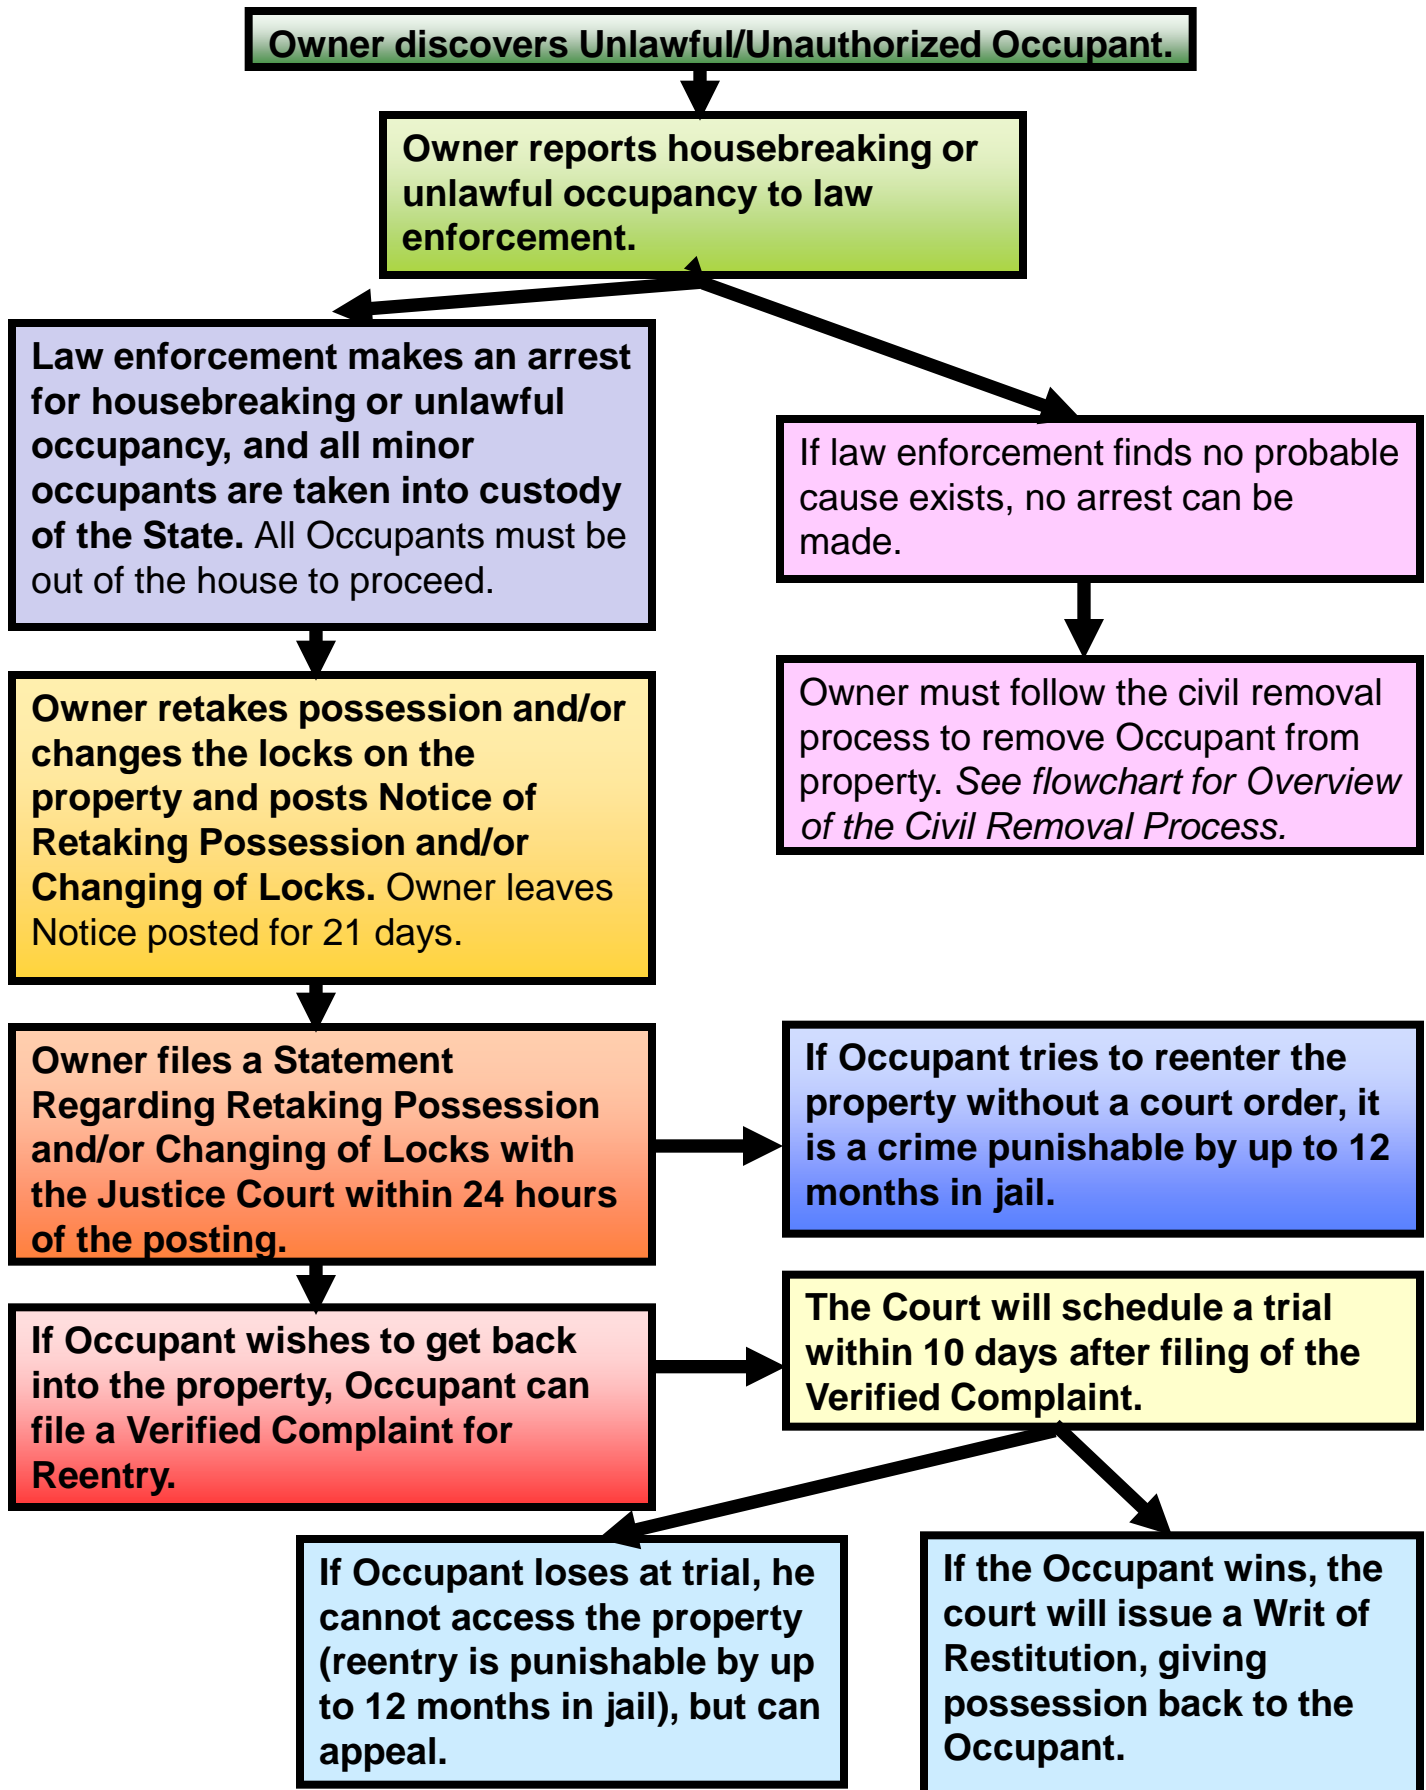 Owner discovers Unlawful/Unauthorized Occupant.
Owner reports housebreaking or
unlawful occupancy to law
enforcement.
Law enforcement makes an arrest
for housebreaking or unlawful
occupancy, and all minor
occupants are taken into custody
of the State. All Occupants must be
out of the house to proceed.
If law enforcement finds no probable
cause exists, no arrest can be
made.
Owner retakes possession and/or
changes the locks on the
property and posts Notice of
Retaking Possession and/or
Changing of Locks. Owner leaves
Notice posted for 21 days.
Owner must follow the civil removal
process to remove Occupant from
property. See flowchart for Overview
of the Civil Removal Process.
Owner files a Statement
Regarding Retaking Possession
and/or Changing of Locks with
the Justice Court within 24 hours
of the posting.
If Occupant tries to reenter the
property without a court order, it
is a crime punishable by up to 12
months in jail.
If Occupant wishes to get back
into the property, Occupant can
file a Verified Complaint for
Reentry.
The Court will schedule a trial
within 10 days after filing of the
Verified Complaint.
If Occupant loses at trial, he
cannot access the property
(reentry is punishable by up
to 12 months in jail), but can
appeal.
If the Occupant wins, the
court will issue a Writ of
Restitution, giving
possession back to the
Occupant.